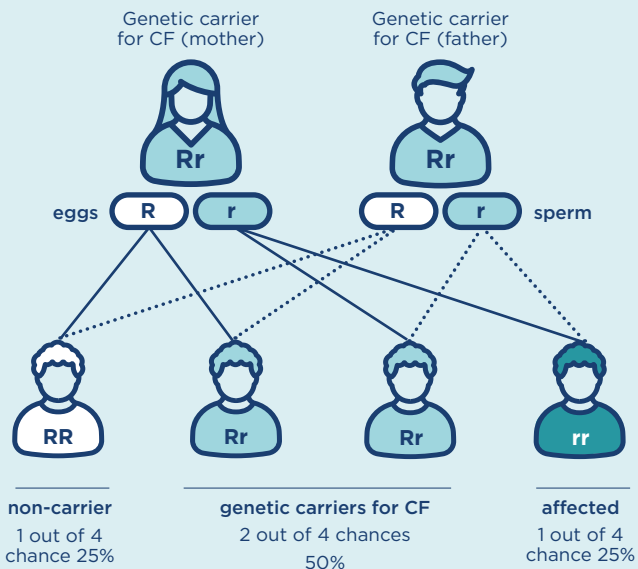 Genetic carrier
for CF (mother)
Genetic carrier
for CF (father)
Rr
Rr
eggs
R
r
R
r
sperm
RR
Rr
Rr
rr
non-carrier
1 out of 4
chance 25%
genetic carriers for CF
2 out of 4 chances
50%
affected
1 out of 4
chance 25%